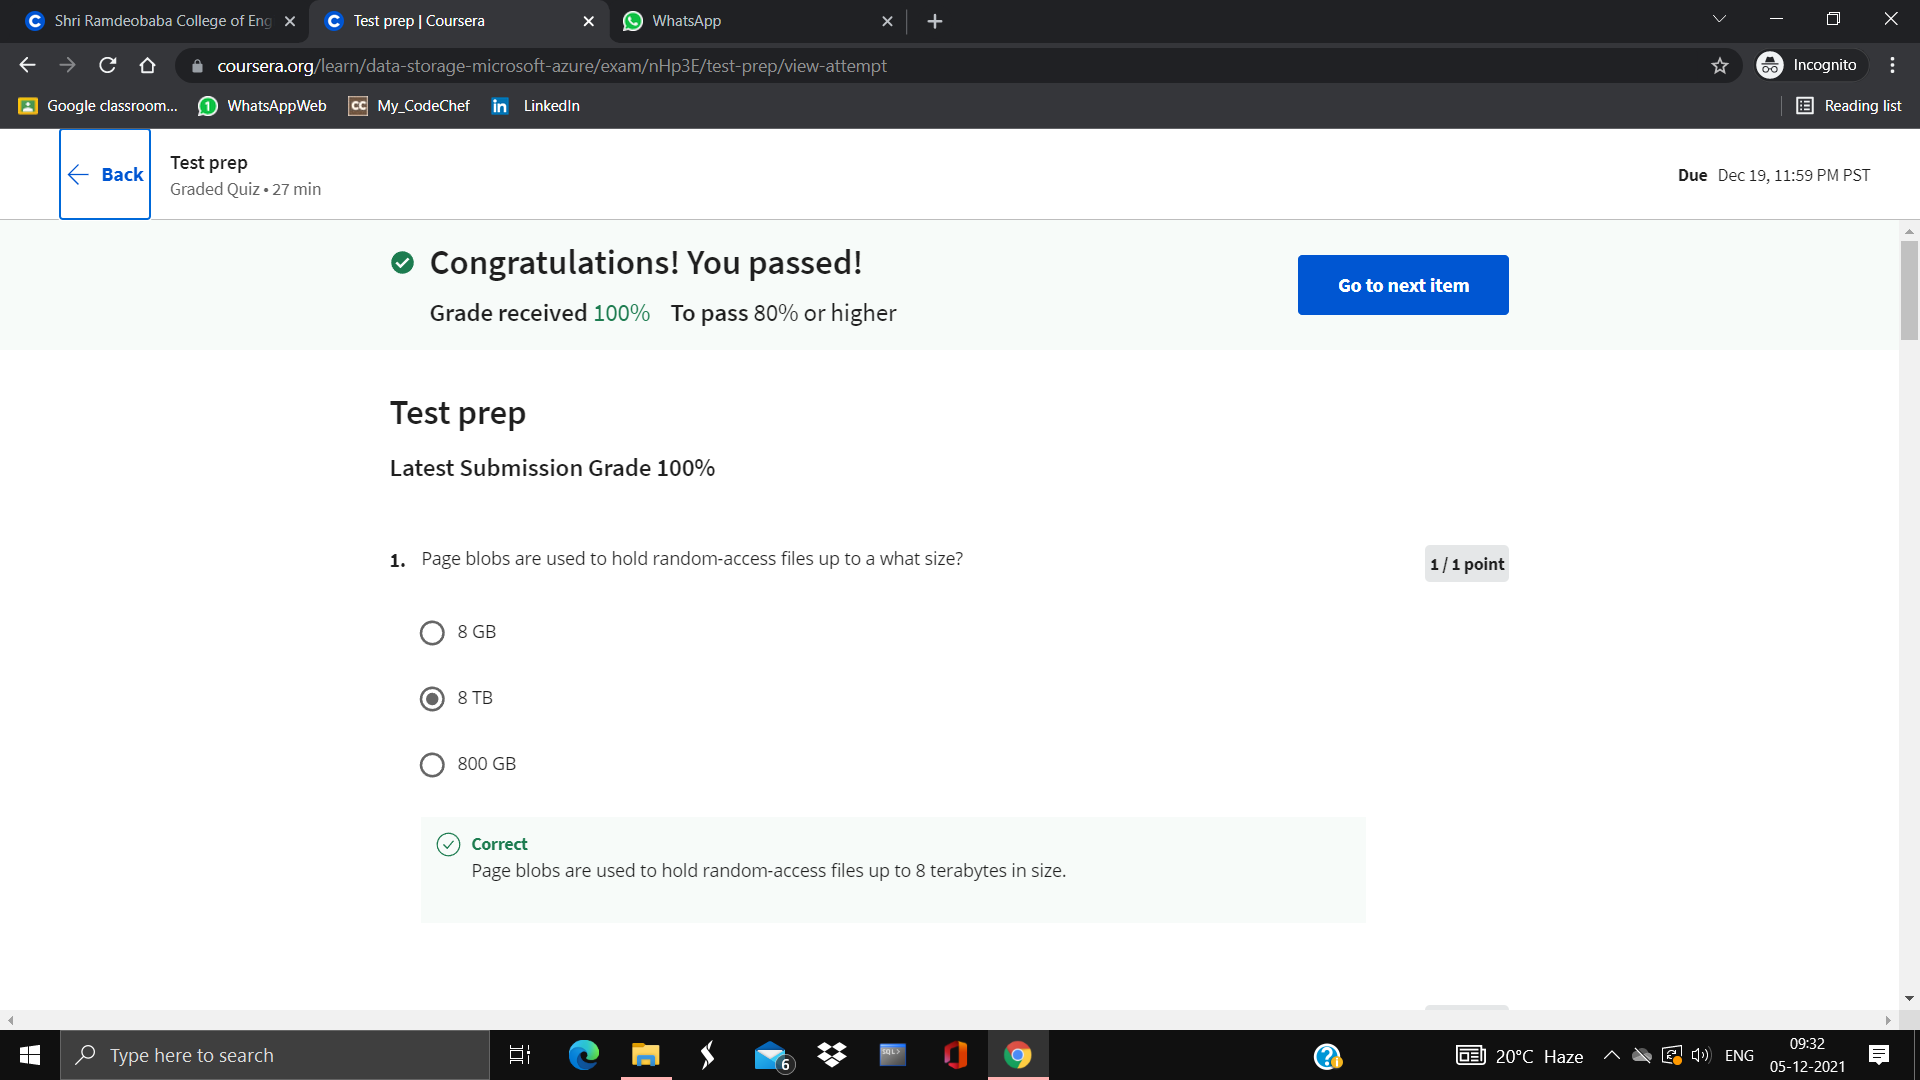 Shri Ramdeobaba College of Eng
Test prep | Coursera
WhatsApp
coursera.org/learn/data-storage-microsoft-azure/exam/nHp3E/test-prep/view-attempt
Incognito
Google classroom...
1
WhatsAppWeb
CC
My_CodeChef
in
LinkedIn
Reading list
Back
Test prep
Graded Quiz • 27 min
Due Dec 19, 11:59 PM PST
Congratulations! You passed!
Grade received 100% To pass 80% or higher
Go to next item
Test prep
Latest Submission Grade 100%
1. Page blobs are used to hold random-access files up to a what size?
1 / 1 point
8 GB
8 TB
800 GB
Correct
Page blobs are used to hold random-access files up to 8 terabytes in size.
Type here to search
6
SQL>
20°C Haze
ENG
09:32
05-12-2021